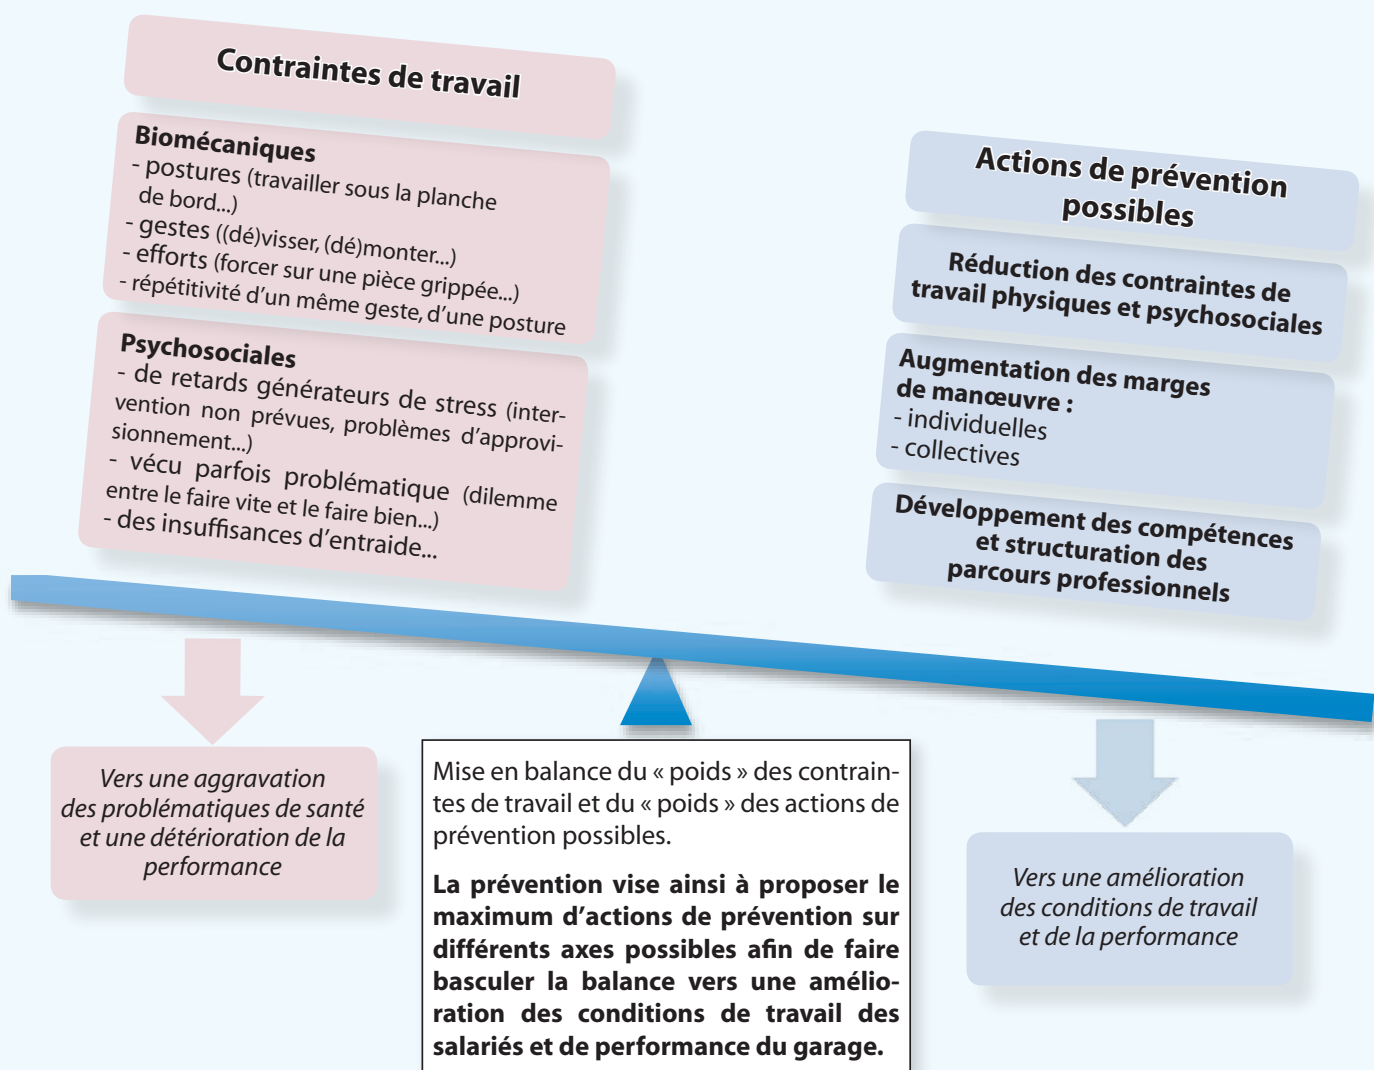 Contraintes de travail
Biomécaniques
- postures (travailler sous la planche
de bord...)
- gestes ((dé)visser, (dé)monter...)
- efforts (forcer sur une pièce grippée...)
- répétitivité d'un même geste, d'une posture
Psychosociales
- de retards générateurs de stress (inter-
vention non prévues, problèmes d'approvi-
sionnement...)
- vécu parfois problématique (dilemme
entre le faire vite et le faire bien...)
- des insuffisances d'entraide...
Actions de prévention
possibles
Réduction des contraintes de
travail physiques et psychosociales
Augmentation des marges
de manœuvre :
- individuelles
- collectives
Développement des compétences
et structuration des
parcours professionnels
Vers une aggravation
des problématiques de santé
et une détérioration de la
performance
Mise en balance du « poids » des contrain-
tes de travail et du « poids » des actions de
prévention possibles.
La prévention vise ainsi à proposer le
maximum d'actions de prévention sur
différents axes possibles afin de faire
basculer la balance vers une amélio-
ration des conditions de travail des
salariés et de performance du garage.
Vers une amélioration
des conditions de travail
et de la performance